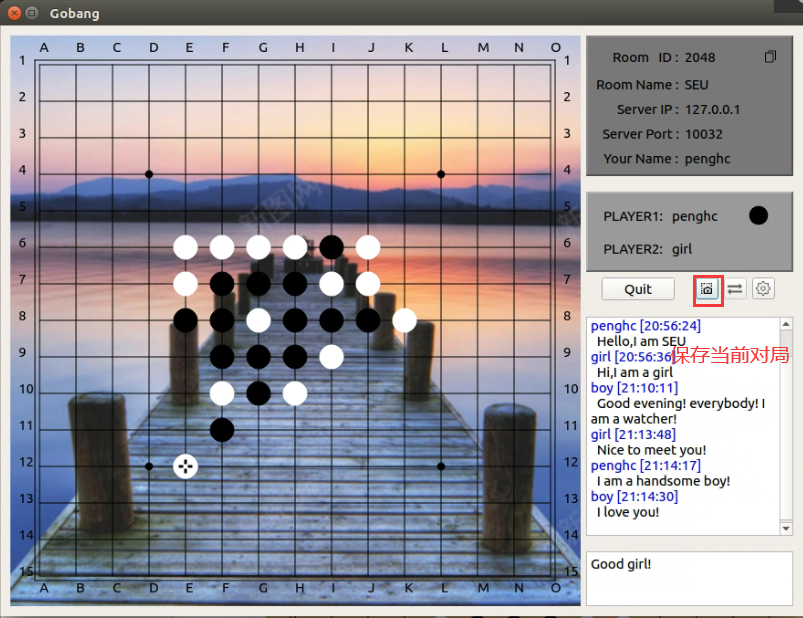 Gobang
A B C D E F G H I J K L M N O
1 1
2 2
3 3
4 4
5 5
6 6
7 7
8 8
9 9
10 10
11 11
12 12
13 13
14 14
15 15
A B C D E F G H I J K L M N O
Room ID : 2048
Room Name : SEU
Server IP : 127.0.0.1
Server Port : 10032
Your Name : penghc
PLAYER1: penghc
PLAYER2: girl
Quit
保存当前对局
penghc [20:56:24]
Hello,I am SEU
girl [20:56:36]
Hi,I am a girl
boy [21:10:11]
Good evening! everybody! I
am a watcher!
girl [21:13:48]
Nice to meet you!
penghc [21:14:17]
I am a handsome boy!
boy [21:14:30]
I love you!
Good girl!